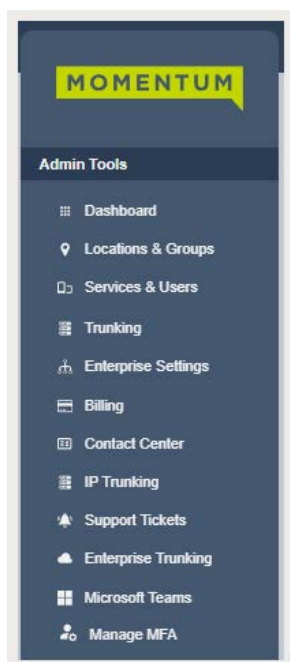 MOMENTUM
Admin Tools
Dashboard
Locations & Groups
Services & Users
Trunking
Enterprise Settings
Billing
Contact Center
IP Trunking
Support Tickets
Enterprise Trunking
Microsoft Teams
Manage MFA